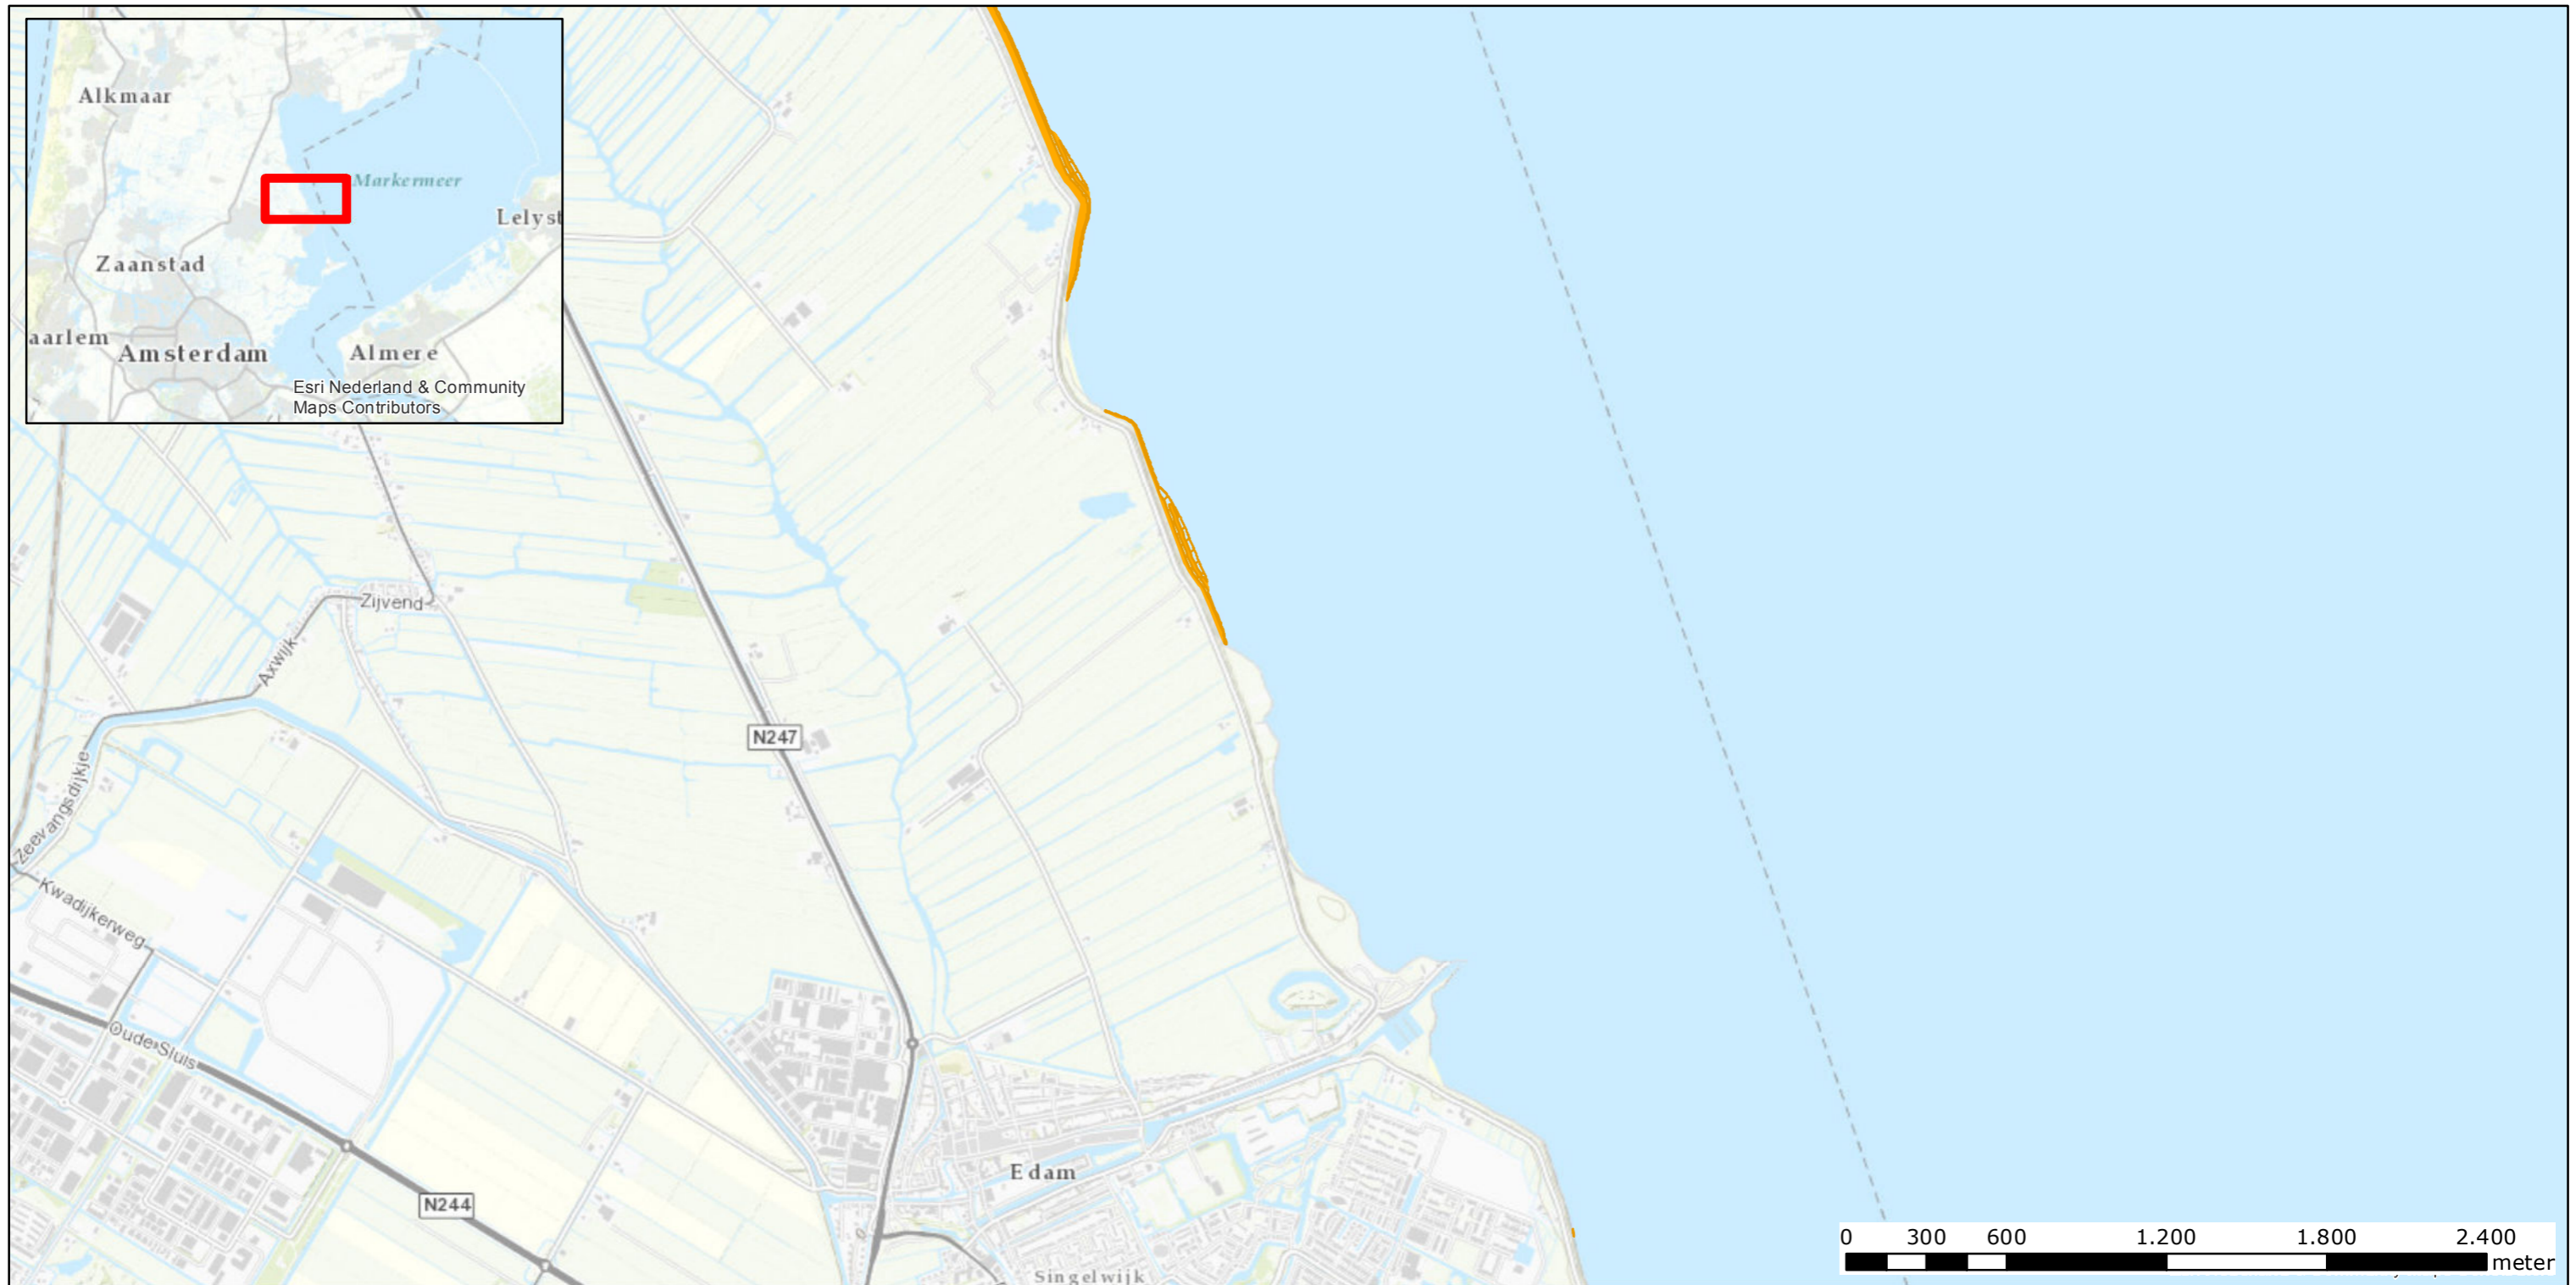 Alkmaar
Markermeer
Lelyst
Zaanstad
aarlem
Amsterdam
Almere
Esri Nederland & Community
Maps Contributors
Zijvend
Axwijk
N247
Zeevangsdijkje
Kwadijkerweg
Oude Sluis
Edam
N244
Singelwijk
0 300 600 1.200 1.800 2.400
meter